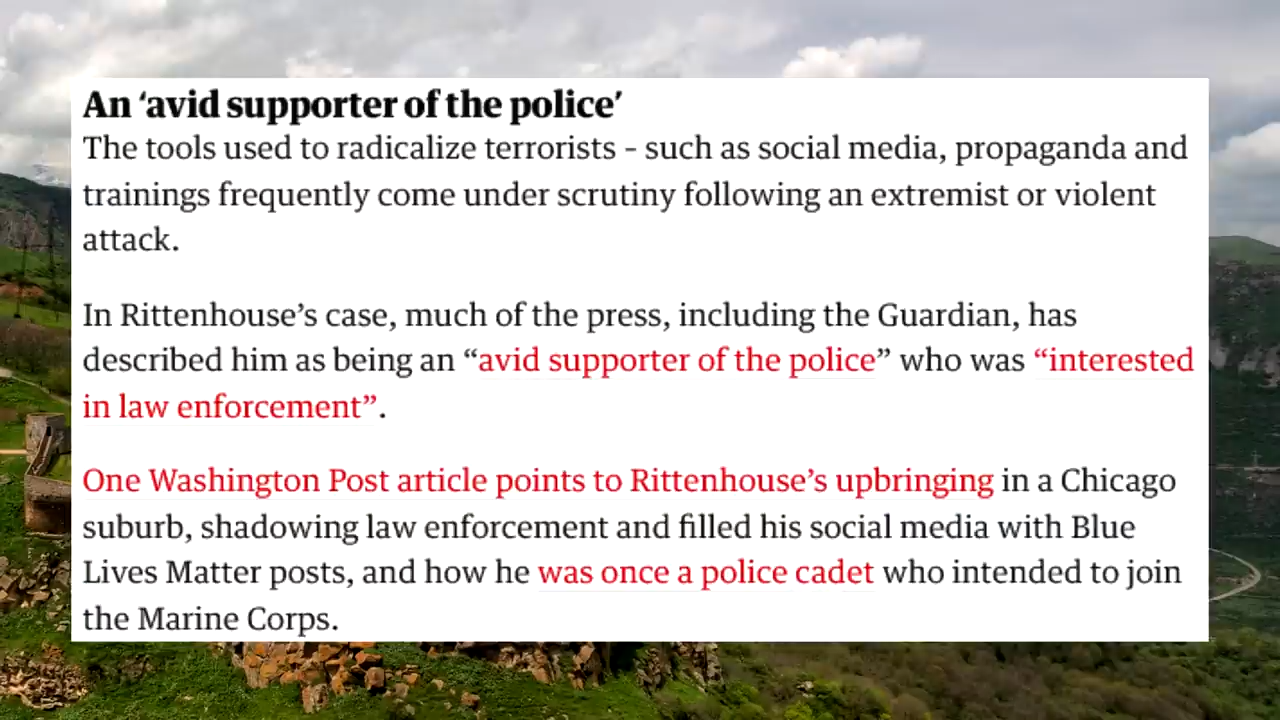 An ‘avid supporter of the police’
The tools used to radicalize terrorists – such as social media, propaganda and
trainings frequently come under scrutiny following an extremist or violent
attack.
In Rittenhouse’s case, much of the press, including the Guardian, has
described him as being an “avid supporter of the police” who was “interested
in law enforcement”.
One Washington Post article points to Rittenhouse’s upbringing in a Chicago
suburb, shadowing law enforcement and filled his social media with Blue
Lives Matter posts, and how he was once a police cadet who intended to join
the Marine Corps.